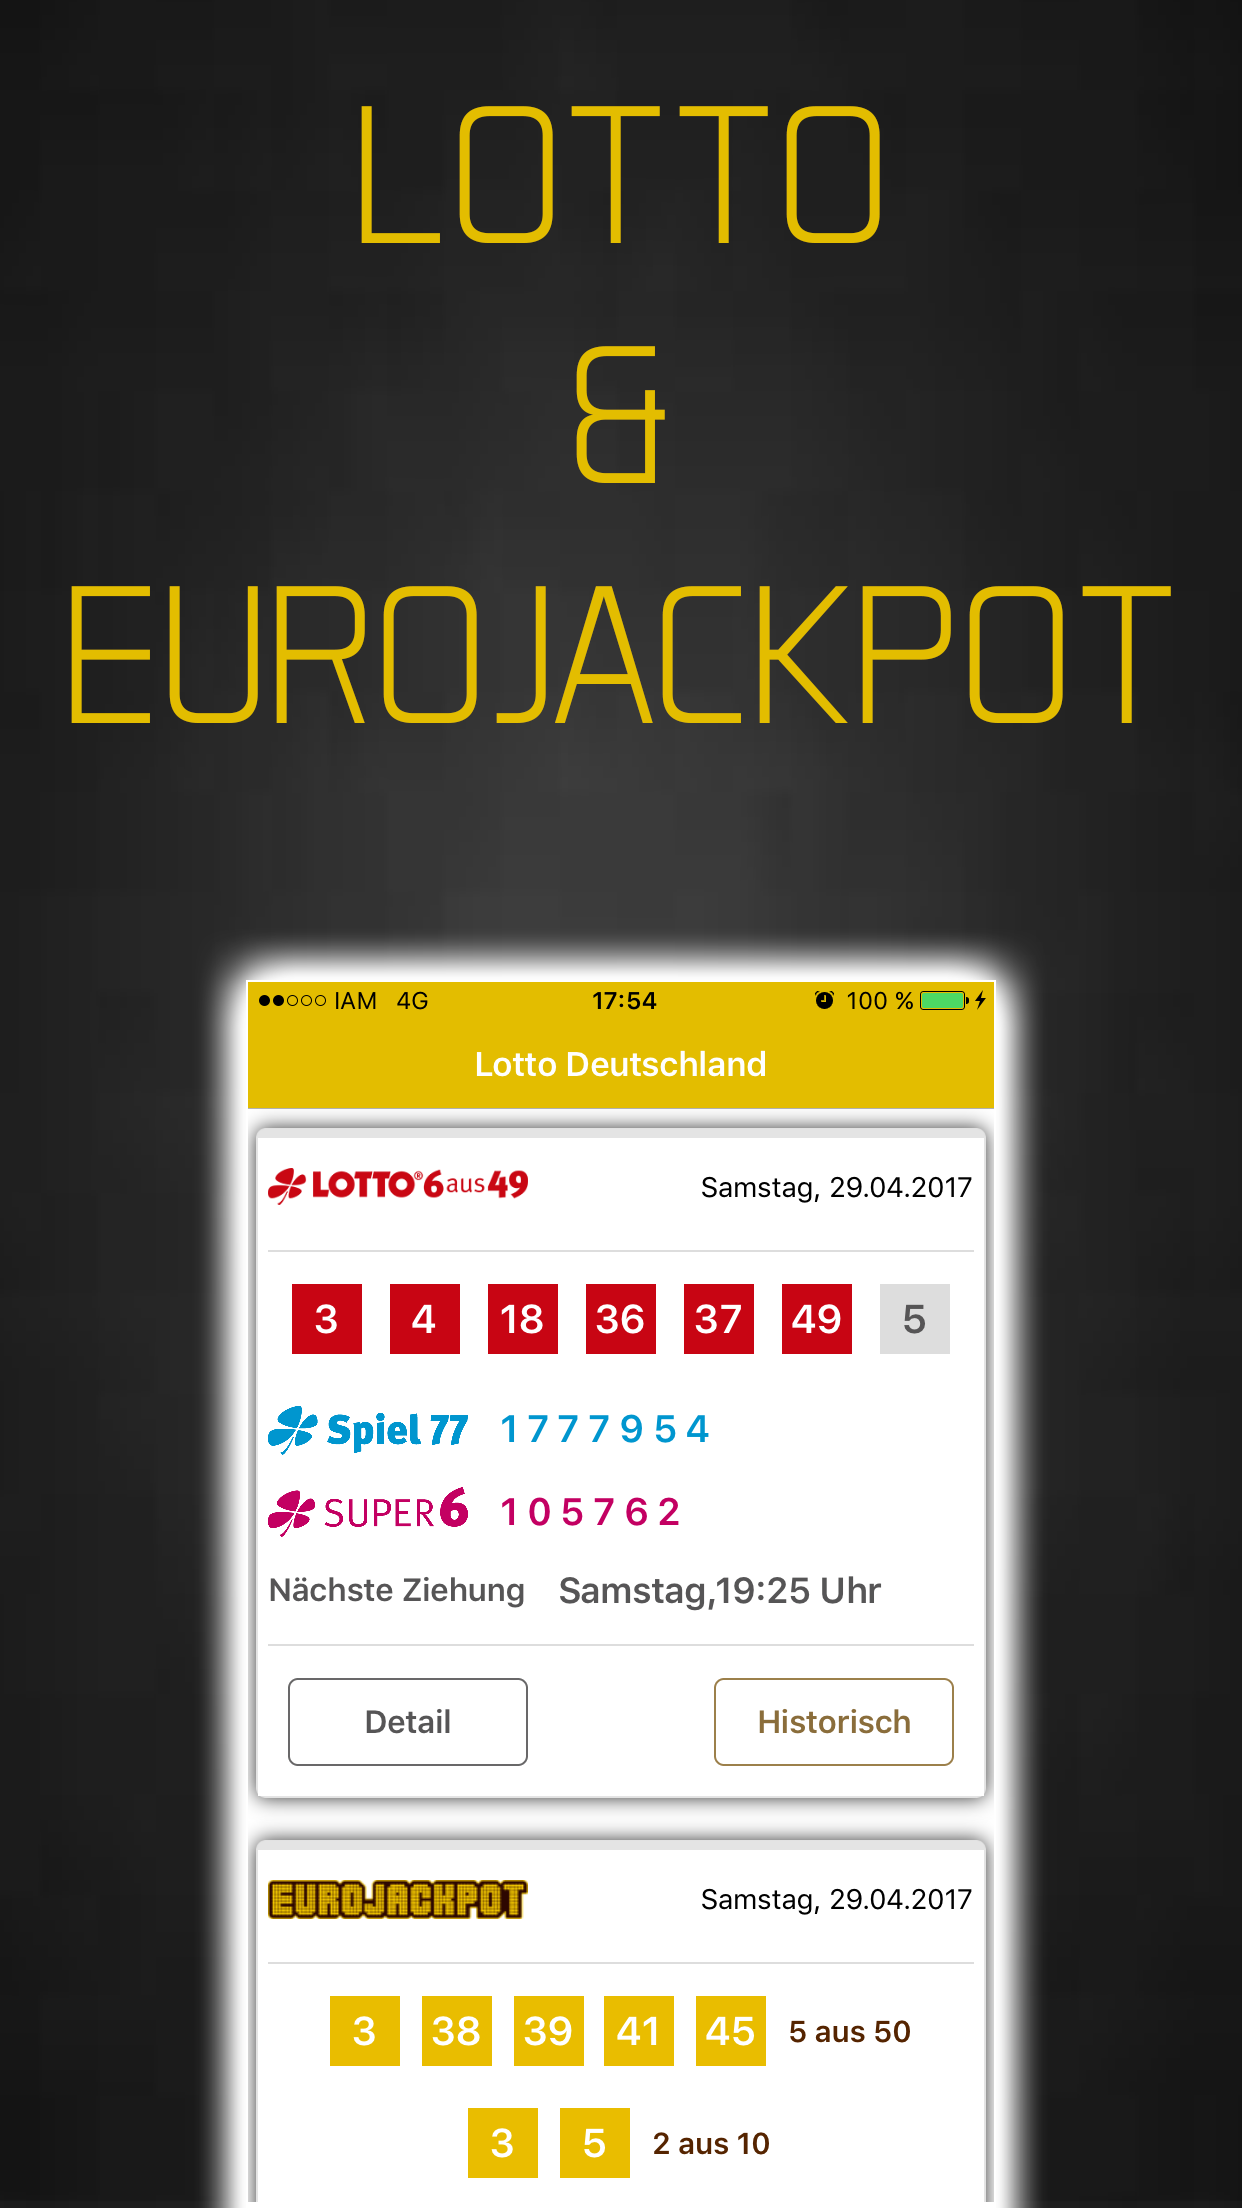 LOTTO
&
EUROJACKPOT
IAM 4G 17:54 100 %
Lotto Deutschland
LOTTO® 6aus49 Samstag, 29.04.2017
3 4 18 36 37 49 5
Spiel 77 1 7 7 7 9 5 4
SUPER 6 1 0 5 7 6 2
Nächste Ziehung Samstag,19:25 Uhr
Detail Historisch
EUROJACKPOT Samstag, 29.04.2017
3 38 39 41 45 5 aus 50
3 5 2 aus 10